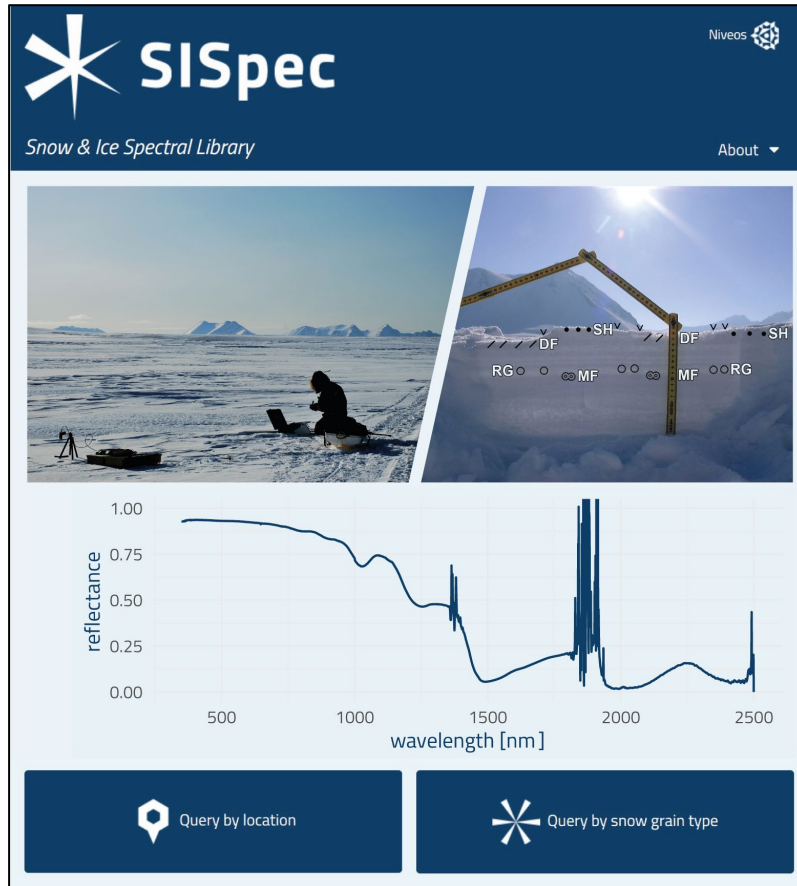 SISpec
Niveos
Snow & Ice Spectral Library
About
SH
DF
DF
SH
RG
MF
MF
RG
1.00
0.75
0.50
0.25
0.00
reflectance
500 1000 1500 2000 2500
wavelength [nm]
Query by location
Query by snow grain type